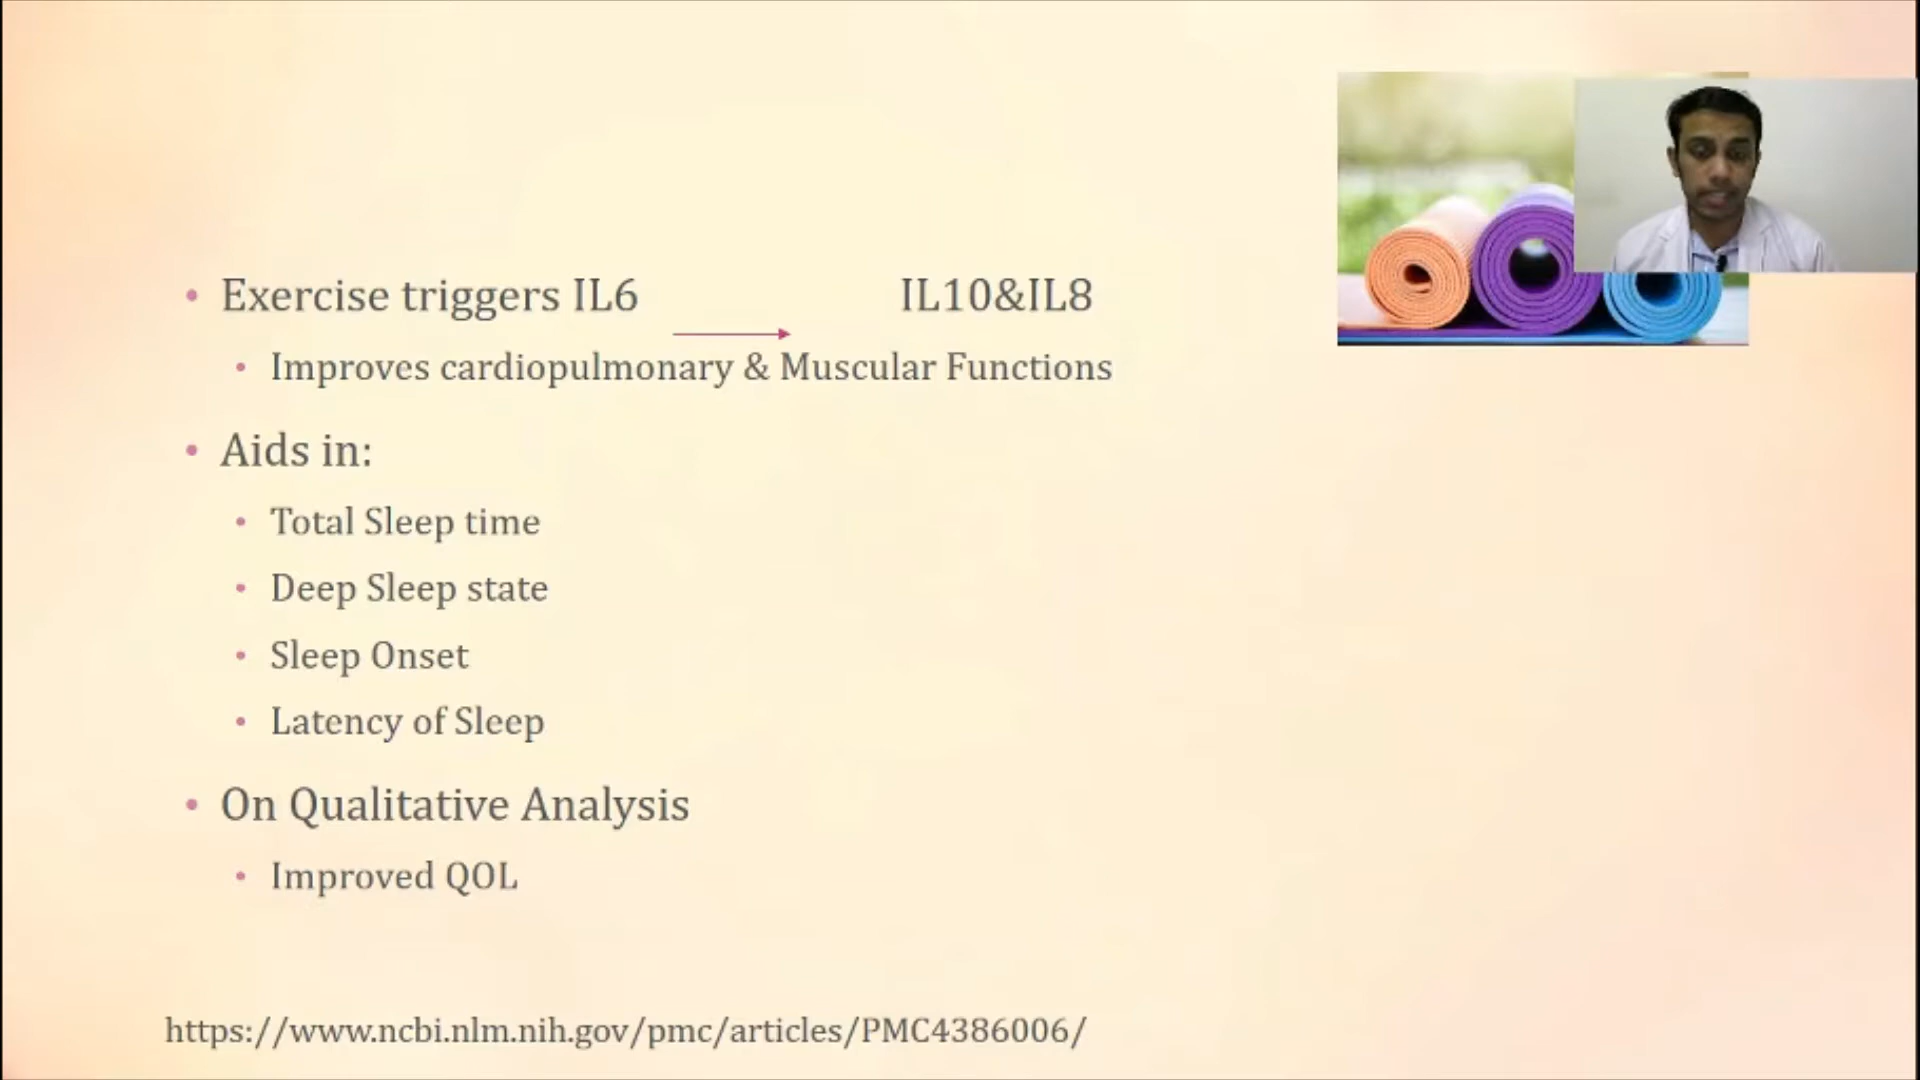 Exercise triggers IL6 IL10&IL8
Improves cardiopulmonary & Muscular Functions
Aids in:
Total Sleep time
Deep Sleep state
Sleep Onset
Latency of Sleep
On Qualitative Analysis
Improved QOL
https://www.ncbi.nlm.nih.gov/pmc/articles/PMC4386006/